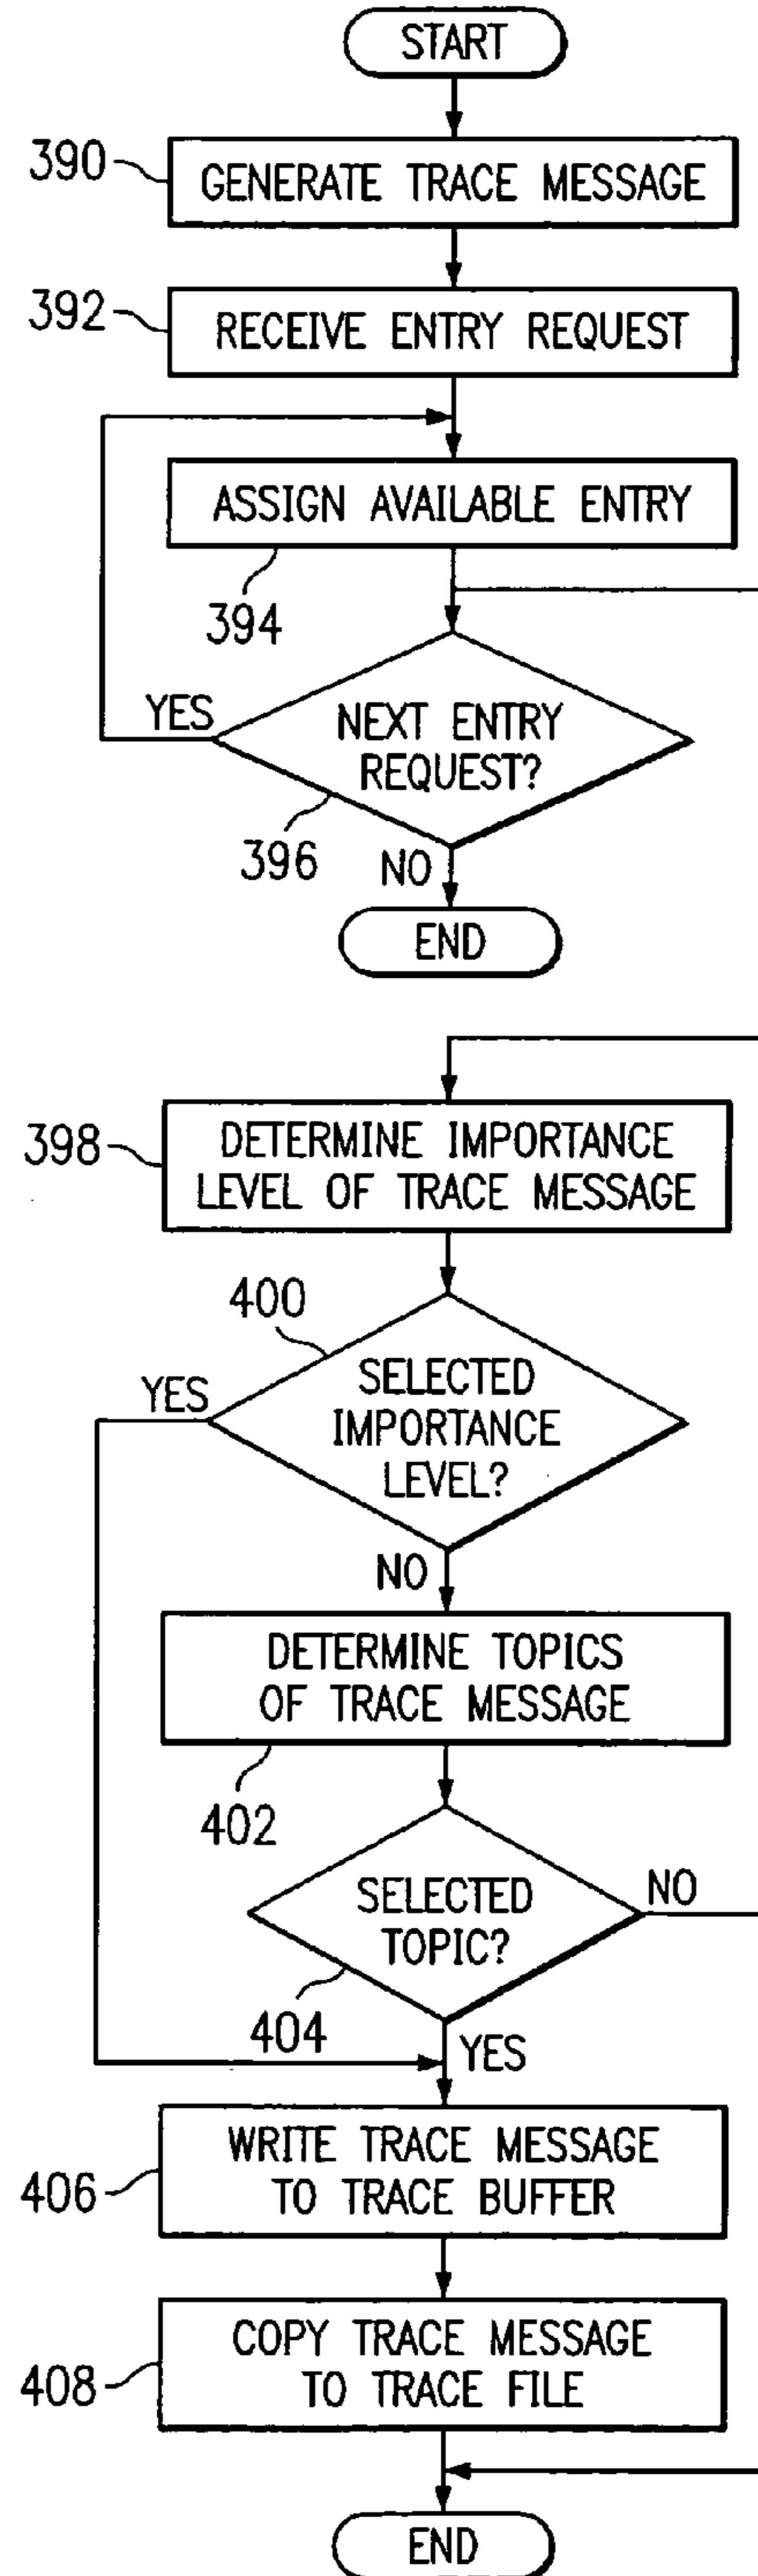 START
390
GENERATE TRACE MESSAGE
392
RECEIVE ENTRY REQUEST
ASSIGN AVAILABLE ENTRY
394
YES
NEXT ENTRY
REQUEST?
396
NO
END
398
DETERMINE IMPORTANCE
LEVEL OF TRACE MESSAGE
400
YES
SELECTED
IMPORTANCE
LEVEL?
NO
DETERMINE TOPICS
OF TRACE MESSAGE
402
SELECTED
TOPIC?
NO
404
YES
406
WRITE TRACE MESSAGE
TO TRACE BUFFER
408
COPY TRACE MESSAGE
TO TRACE FILE
END